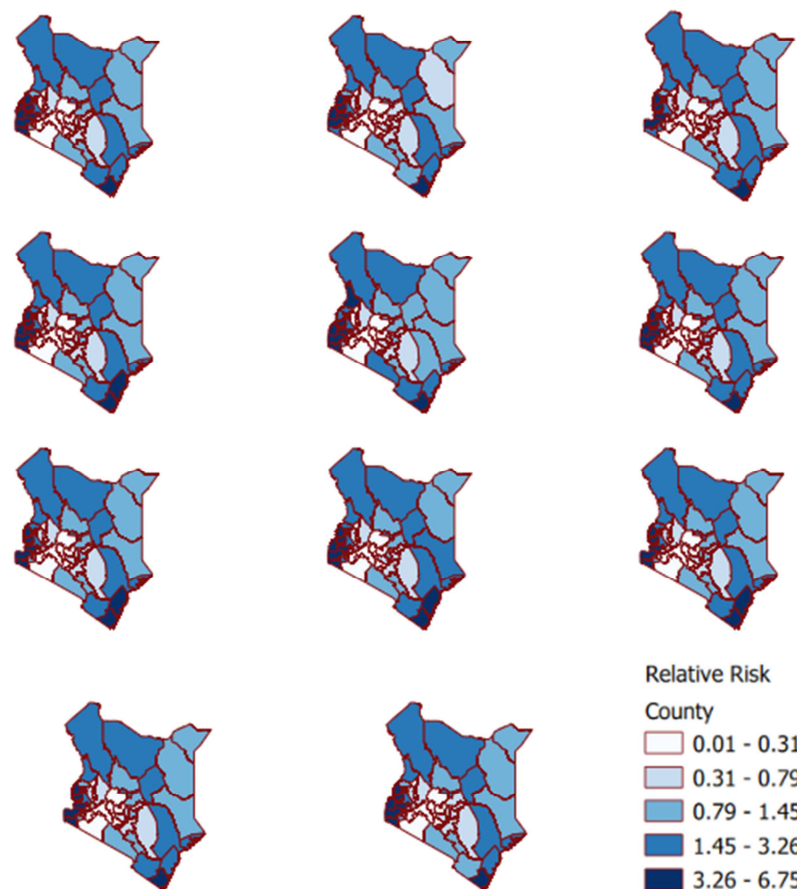 Relative Risk
County
0.01 - 0.31
0.31 - 0.79
0.79 - 1.45
1.45 - 3.26
3.26 - 6.75